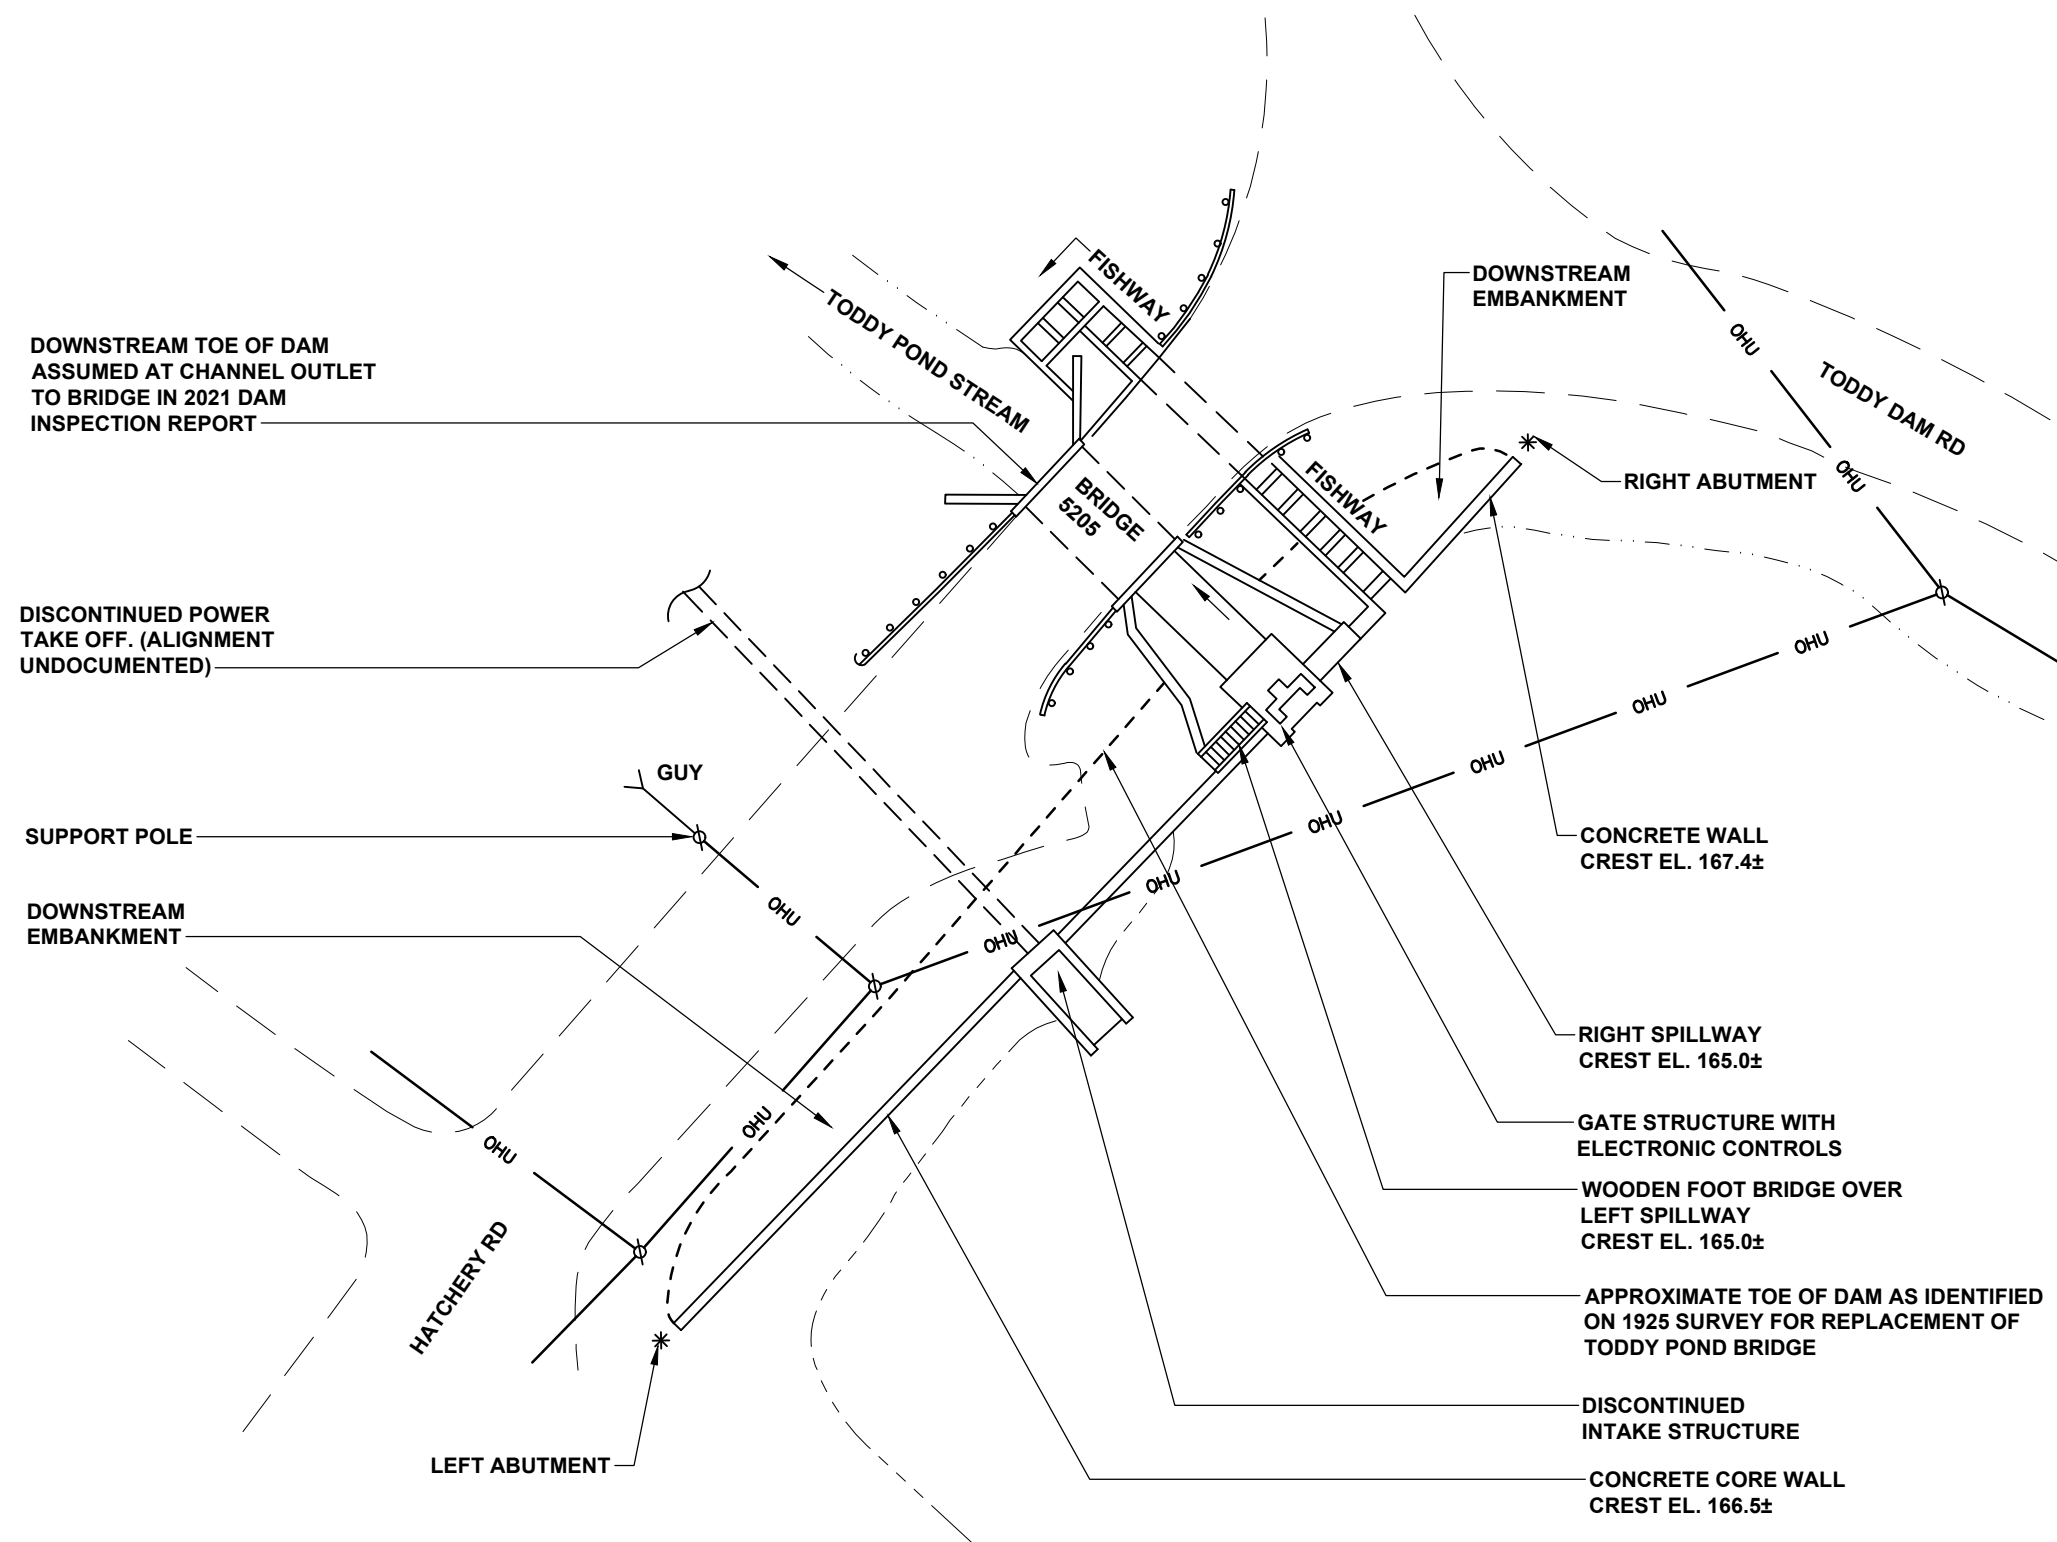 FISHWAY
TODDY POND STREAM
DOWNSTREAM
EMBANKMENT
OHU
TODDY DAM RD
DOWNSTREAM TOE OF DAM
ASSUMED AT CHANNEL OUTLET
TO BRIDGE IN 2021 DAM
INSPECTION REPORT
FISHWAY
RIGHT ABUTMENT
OHU
BRIDGE
5205
DISCONTINUED POWER
TAKE OFF. (ALIGNMENT
UNDOCUMENTED)
OHU
OHU
OHU
GUY
SUPPORT POLE
OHU
CONCRETE WALL
CREST EL. 167.4±
OHU
OHU
DOWNSTREAM
EMBANKMENT
OHU
RIGHT SPILLWAY
CREST EL. 165.0±
OHU
OHU
GATE STRUCTURE WITH
ELECTRONIC CONTROLS
WOODEN FOOT BRIDGE OVER
LEFT SPILLWAY
CREST EL. 165.0±
HATCHERY RD
APPROXIMATE TOE OF DAM AS IDENTIFIED
ON 1925 SURVEY FOR REPLACEMENT OF
TODDY POND BRIDGE
DISCONTINUED
INTAKE STRUCTURE
LEFT ABUTMENT
CONCRETE CORE WALL
CREST EL. 166.5±